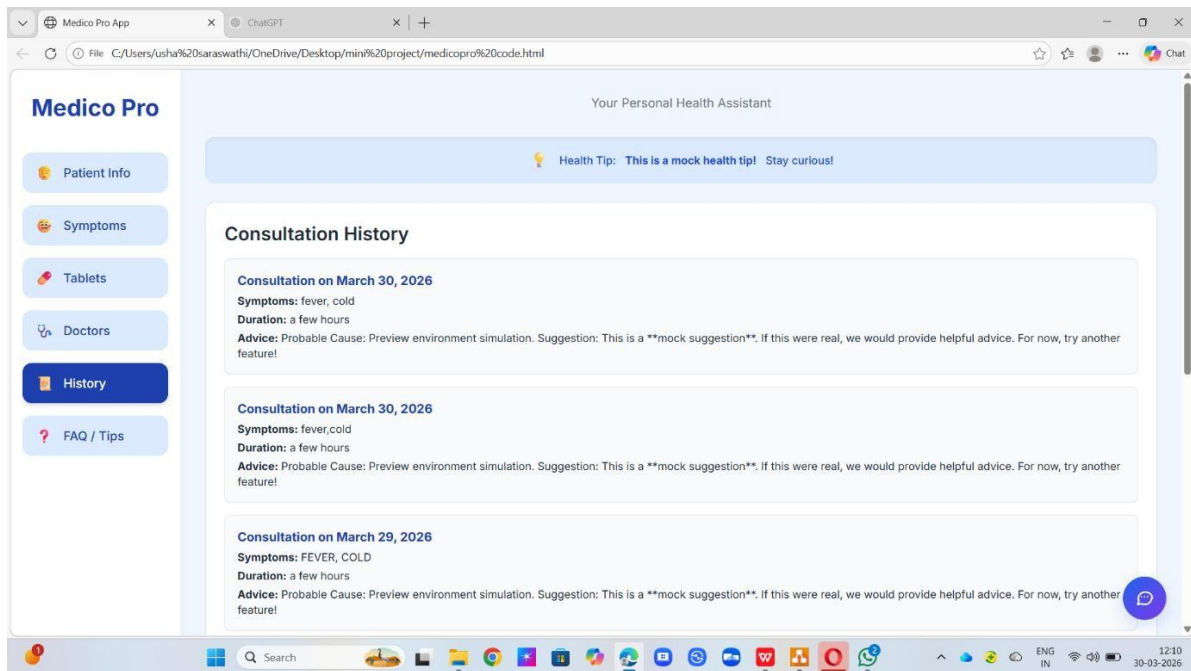 Medico Pro App
ChatGPT
File C:/Users/usha%20saraswathi/OneDrive/Desktop/mini%20project/medicopro%20code.html
Chat
Medico Pro
Patient Info
Symptoms
Tablets
Doctors
History
FAQ / Tips
Your Personal Health Assistant
Health Tip: This is a mock health tip! Stay curious!
Consultation History
Consultation on March 30, 2026
Symptoms: fever, cold
Duration: a few hours
Advice: Probable Cause: Preview environment simulation. Suggestion: This is a **mock suggestion**. If this were real, we would provide helpful advice. For now, try another
feature!
Consultation on March 30, 2026
Symptoms: fever,cold
Duration: a few hours
Advice: Probable Cause: Preview environment simulation. Suggestion: This is a **mock suggestion**. If this were real, we would provide helpful advice. For now, try another
feature!
Consultation on March 29, 2026
Symptoms: FEVER, COLD
Duration: a few hours
Advice: Probable Cause: Preview environment simulation. Suggestion: This is a **mock suggestion**. If this were real, we would provide helpful advice. For now, try another
feature!
1
Search
2
ENG
IN
12:10
30-03-2026